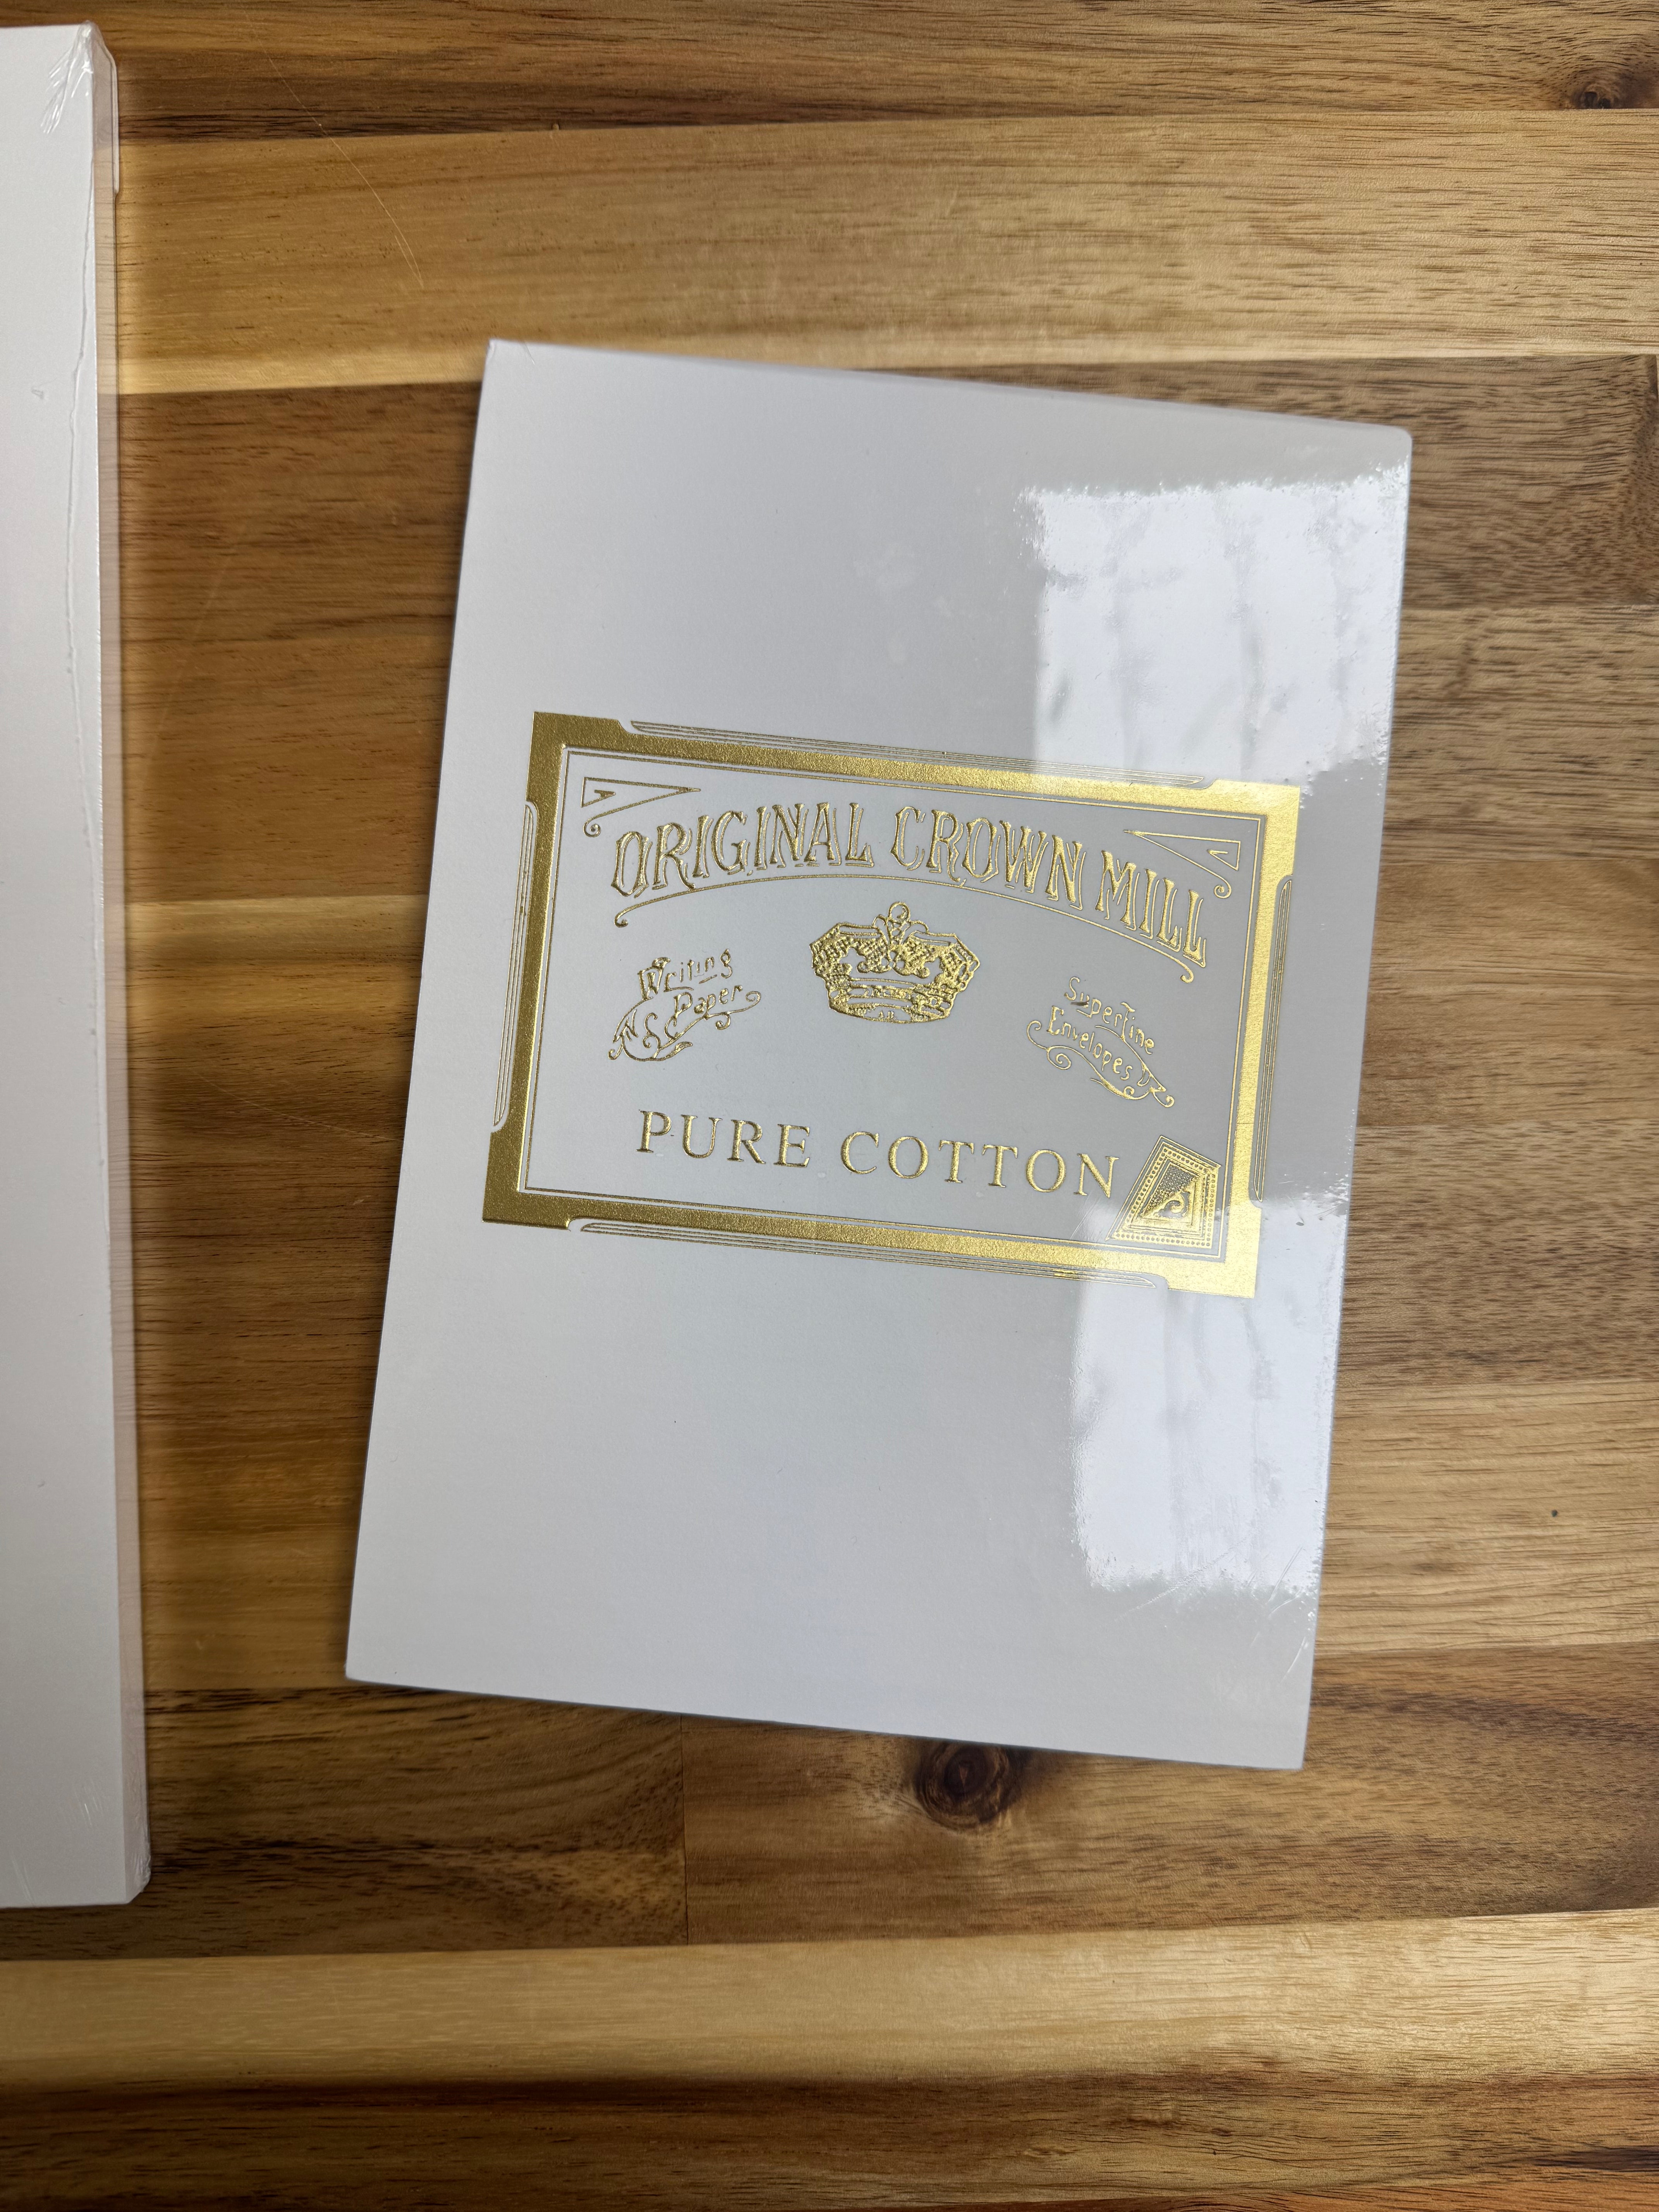 ORIGINAL CROWN MILL
Writing
Paper
Superfine
Envelopes
PURE COTTON